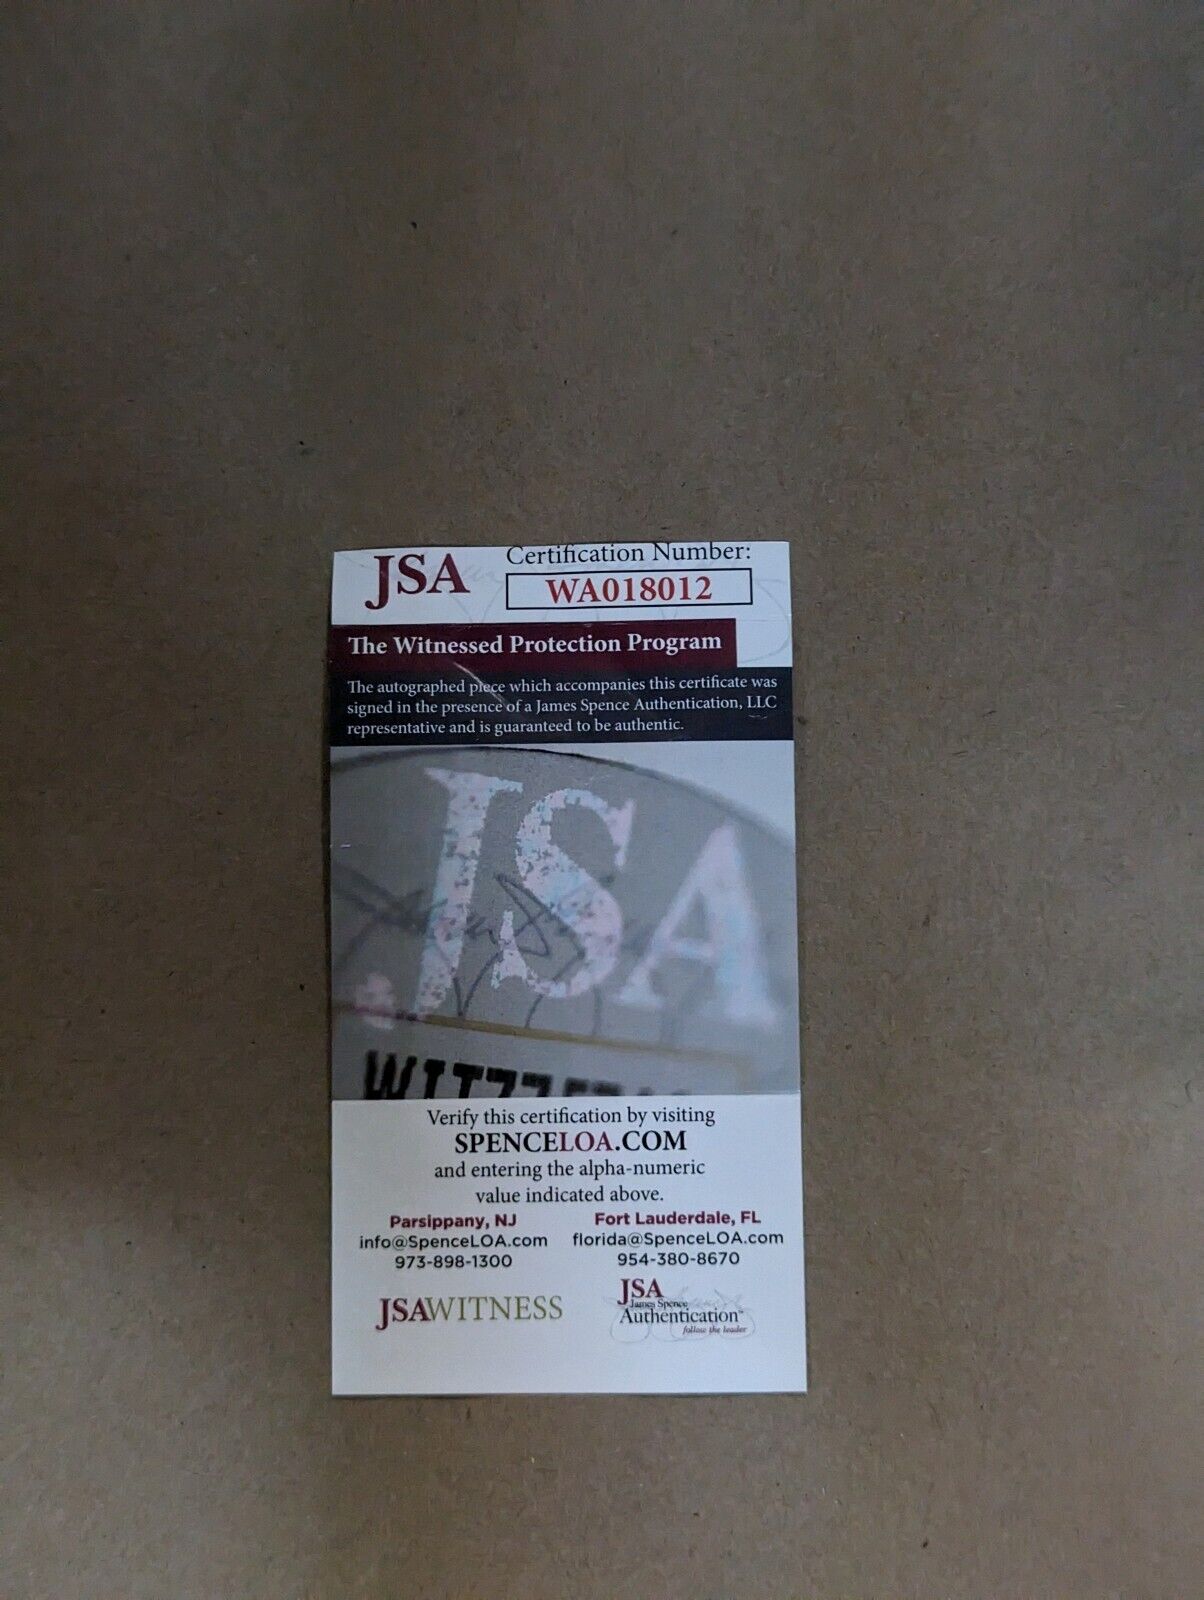 JSA
Certification Number:
WA018012
The Witnessed Protection Program
The autographed piece which accompanies this certificate was
signed in the presence of a James Spence Authentication, LLC
representative and is guaranteed to be authentic.
JSA
Verify this certification by visiting
SPENCELOA.COM
and entering the alpha-numeric
value indicated above.
Parsippany, NJ
info@SpenceLOA.com
973-898-1300
Fort Lauderdale, FL
florida@SpenceLOA.com
954-380-8670
JSAWITNESS
JSA
James Spence
Authentication™
follow the leader